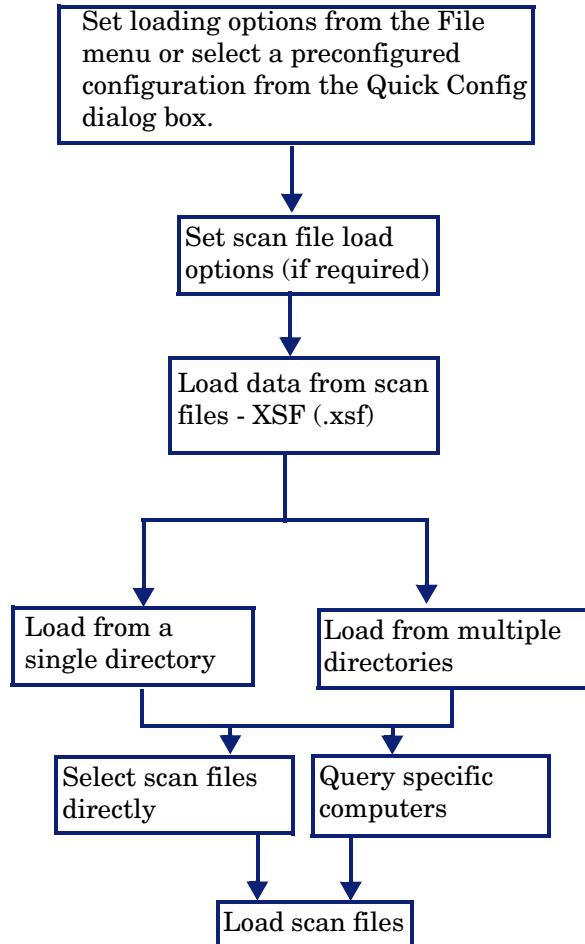 Set loading options from the File
menu or select a preconfigured
configuration from the Quick Config
dialog box.
Set scan file load
options (if required)
Load data from scan
files - XSF (.xsf)
Load from a
single directory
Load from multiple
directories
Select scan files
directly
Query specific
computers
Load scan files